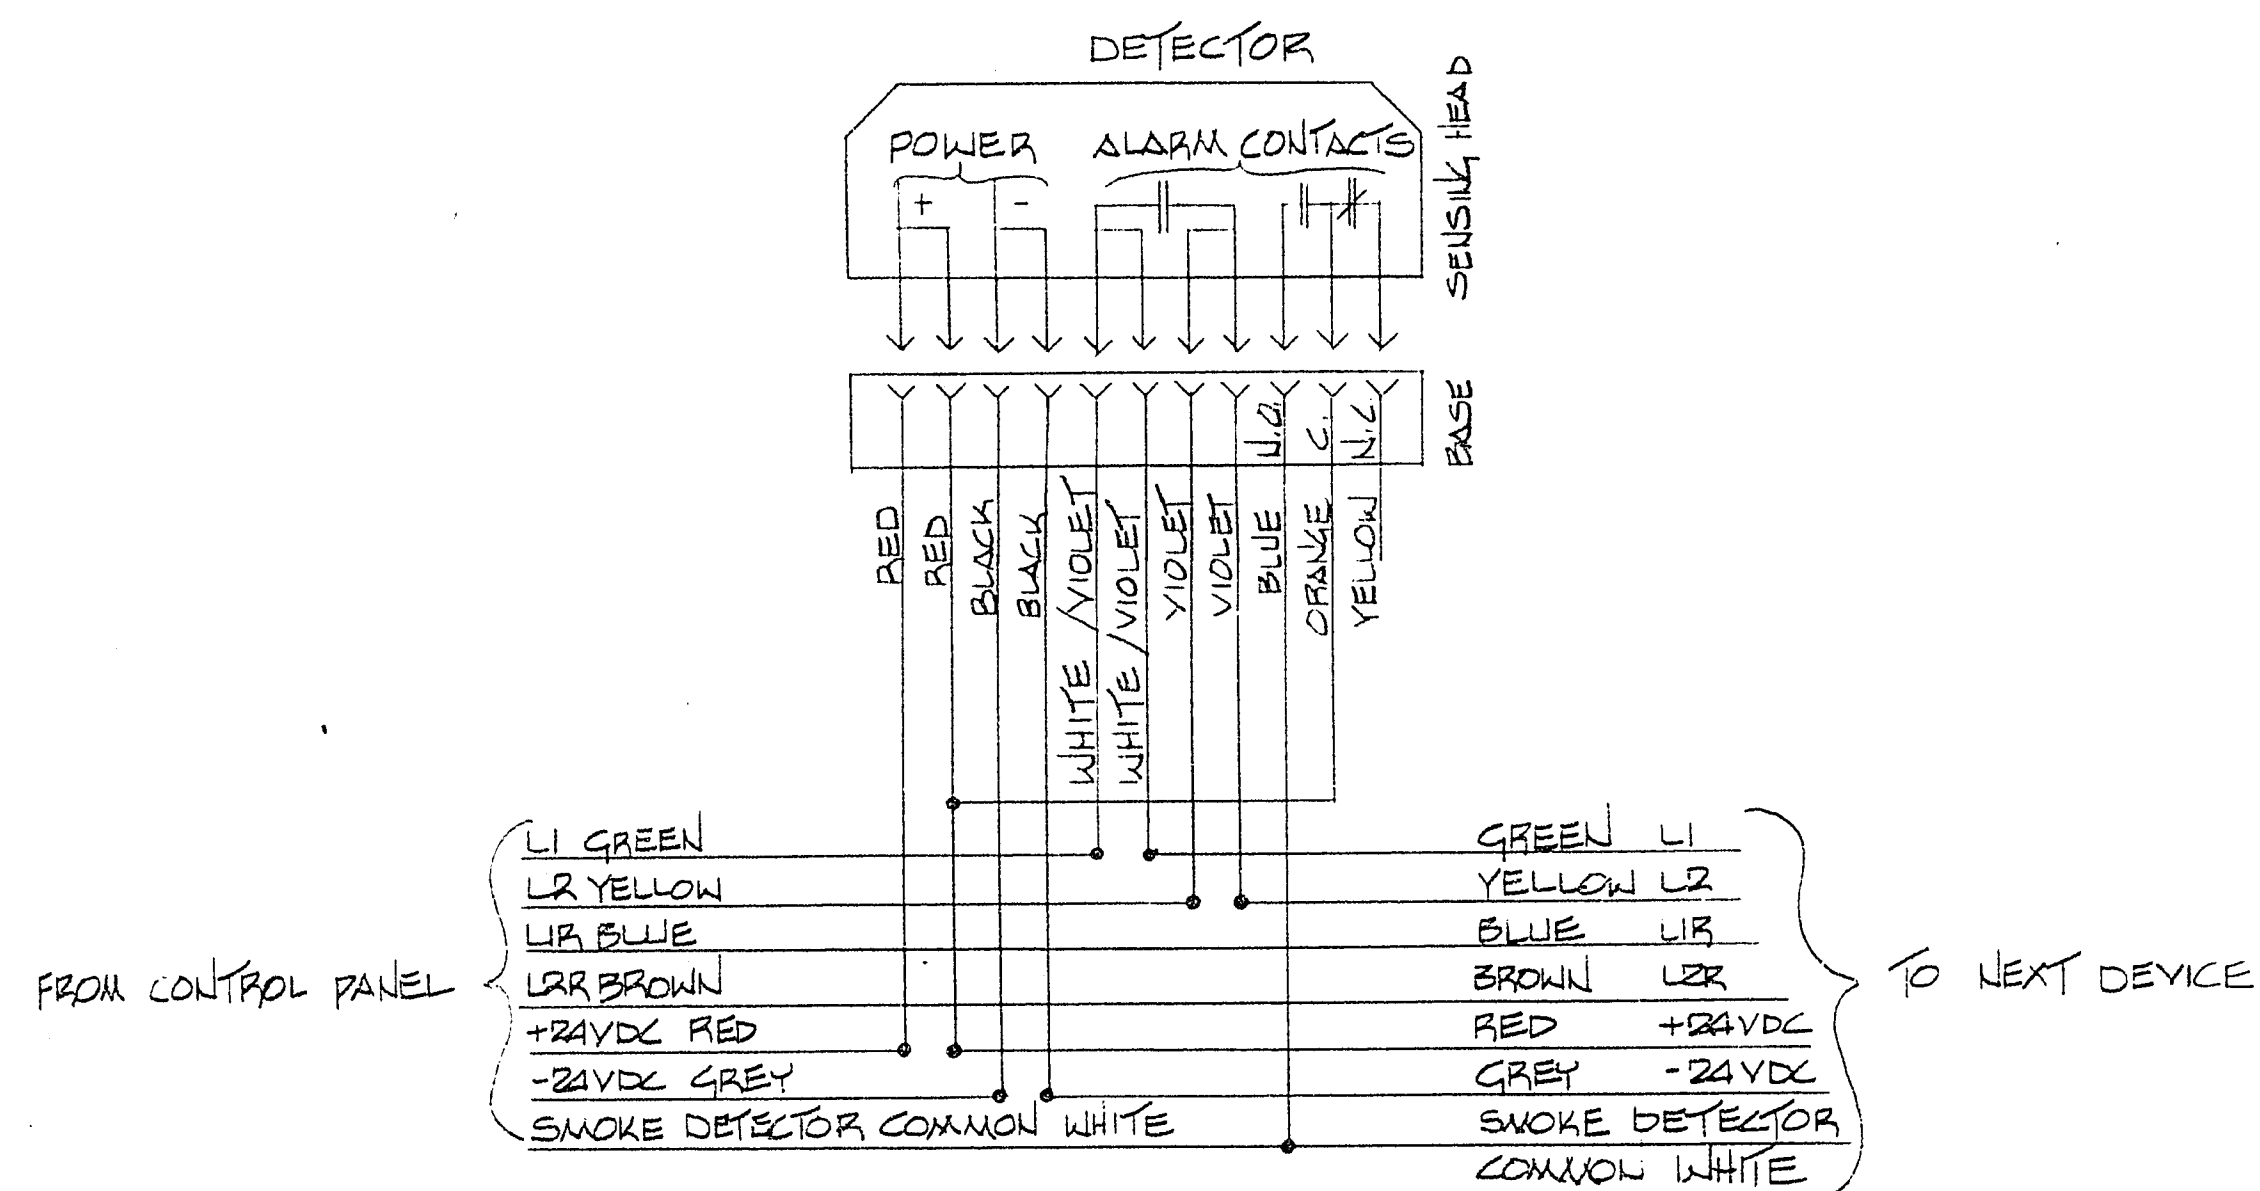 DETECTOR
SENSING HEAD
POWER
ALARM CONTACTS
+
-
BASE
N.O.
C.
N.C.
RED
RED
BLACK
BLACK
WHITE / VIOLET
WHITE / VIOLET
VIOLET
VIOLET
BLUE
ORANGE
YELLOW
L1 GREEN
L2 YELLOW
L1R BLUE
L2R BROWN
+24VDC RED
-24VDC GREY
SMOKE DETECTOR COMMON WHITE
FROM CONTROL PANEL
GREEN L1
YELLOW L2
BLUE L1R
BROWN L2R
RED +24VDC
GREY -24VDC
SMOKE DETECTOR
COMMON WHITE
TO NEXT DEVICE